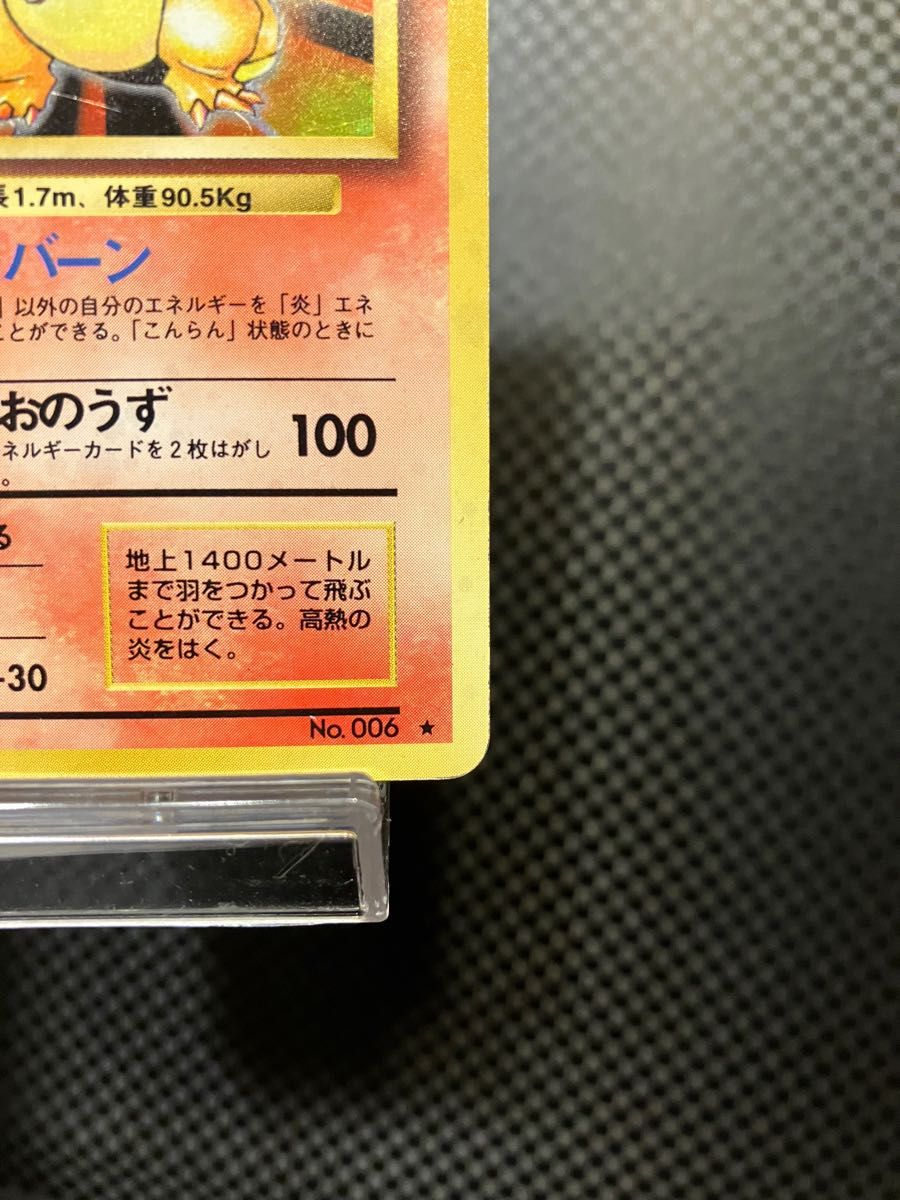 長1.7m、体重90.5Kg
バーン
」以外の自分のエネルギーを「炎」エネ
ことができる。「こんらん」状態のときに
おのうず
100
ネルギーカードを2枚はがし
。
る
地上1400メートル
まで羽をつかって飛ぶ
ことができる。高熱の
炎をはく。
-30
No. 006 ★